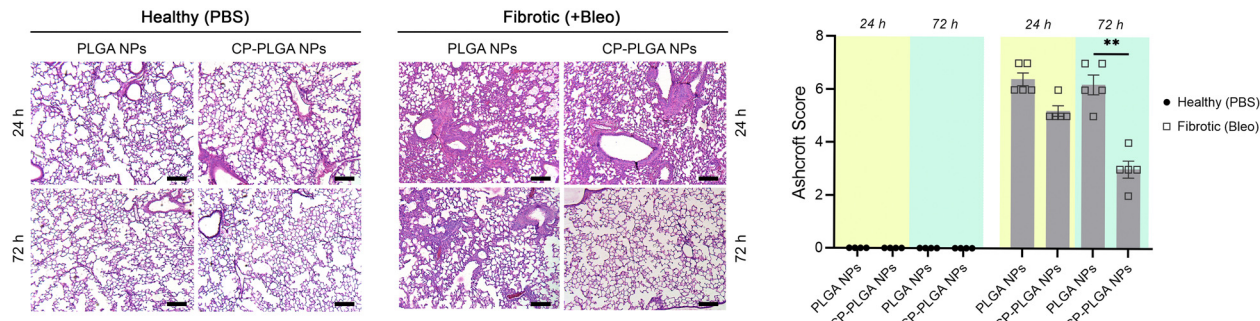 Healthy (PBS)
PLGA NPs CP-PLGA NPs
24 h
72 h
Fibrotic (+Bleo)
PLGA NPs CP-PLGA NPs
24 h
72 h
24 h 72 h 24 h 72 h
**
Ashcroft Score
8
6
4
2
0
PLGA NPs
CP-PLGA NPs
PLGA NPs
CP-PLGA NPs
PLGA NPs
CP-PLGA NPs
PLGA NPs
CP-PLGA NPs
Healthy (PBS)
Fibrotic (Bleo)